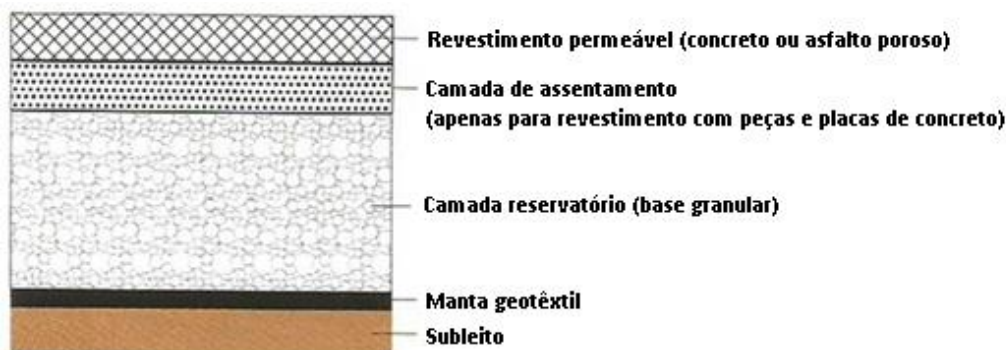 Revestimento permeável (concreto ou asfalto poroso)
Camada de assentamento
(apenas para revestimento com peças e placas de concreto)
Camada reservatório (base granular)
Manta geotêxtil
Subleito